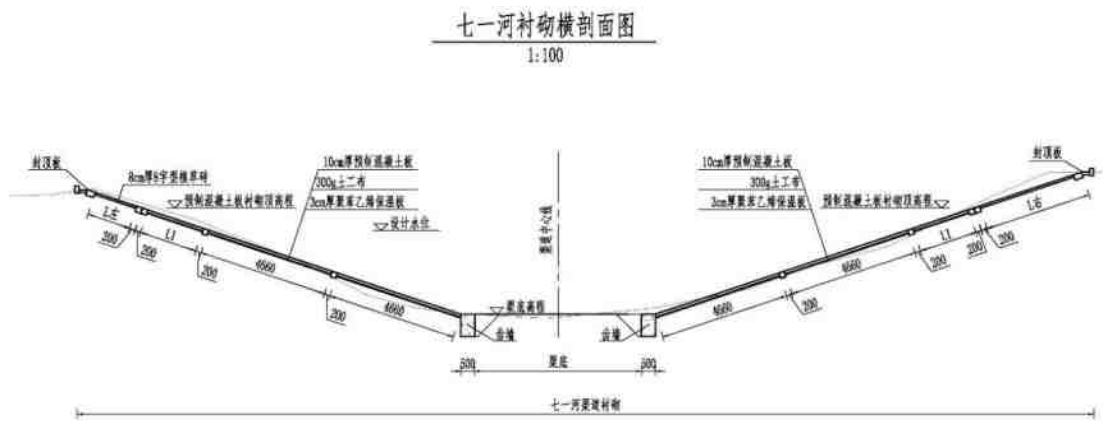 七一河衬砌横剖面图
1:100
封顶板
10cm厚预制混凝土板
10cm厚预制混凝土板
封顶板
8cm厚8字型植草砖
300g土工布
300g土工布
预制混凝土板衬砌顶高程
3cm厚聚苯乙烯保温板
3cm厚聚苯乙烯保温板
预制混凝土板衬砌顶高程
设计水位
渠道中心线
L左
L右
200
200
L1
L1
200
200
200
4660
4660
200
200
4660
4660
200
渠底高程
齿墙
齿墙
500
渠底
500
七一河渠道衬砌